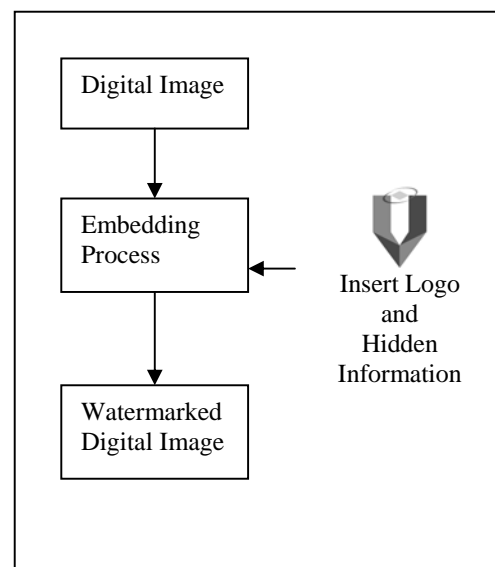 Digital Image
Embedding
Process
Insert Logo
and
Hidden
Information
Watermarked
Digital Image